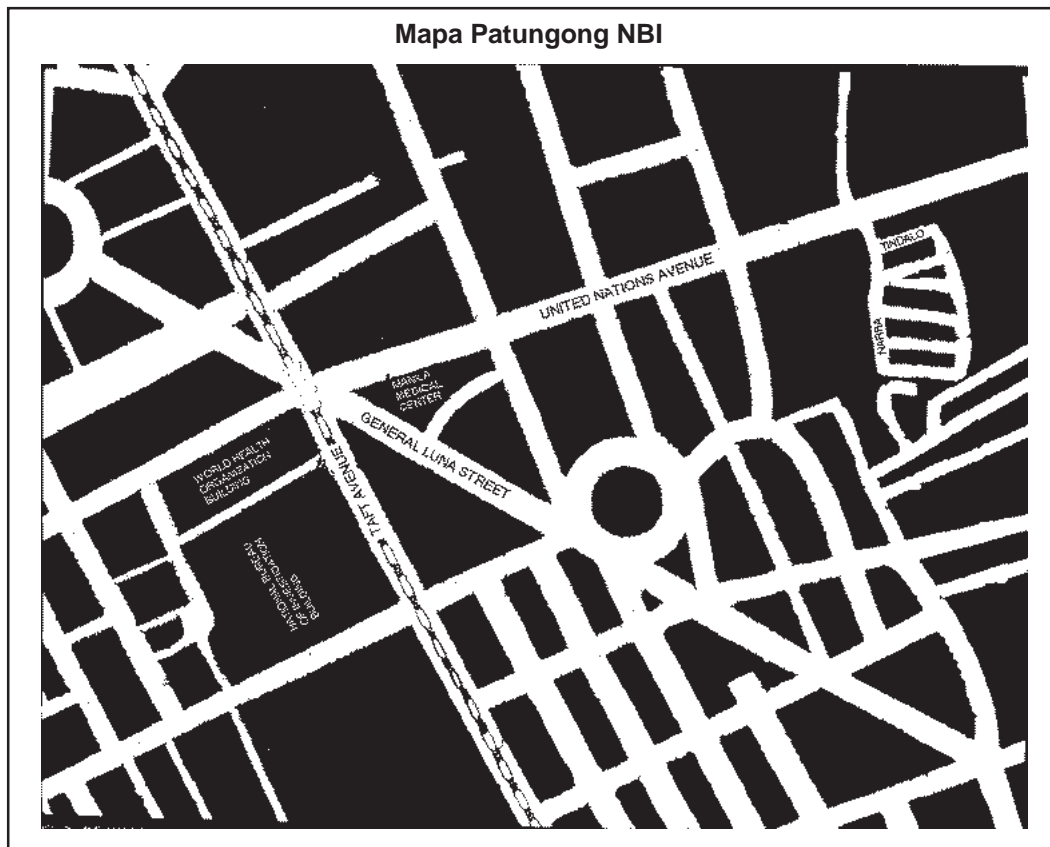 Mapa Patungong NBI
TINDALO
UNITED NATIONS AVENUE
NARRA
MANILA
MEDICAL
CENTER
GENERAL LUNA STREET
WORLD HEALTH
ORGANIZATION
BUILDING
TAFT AVENUE
NATIONAL BUREAU
OF INVESTIGATION
BUILDING